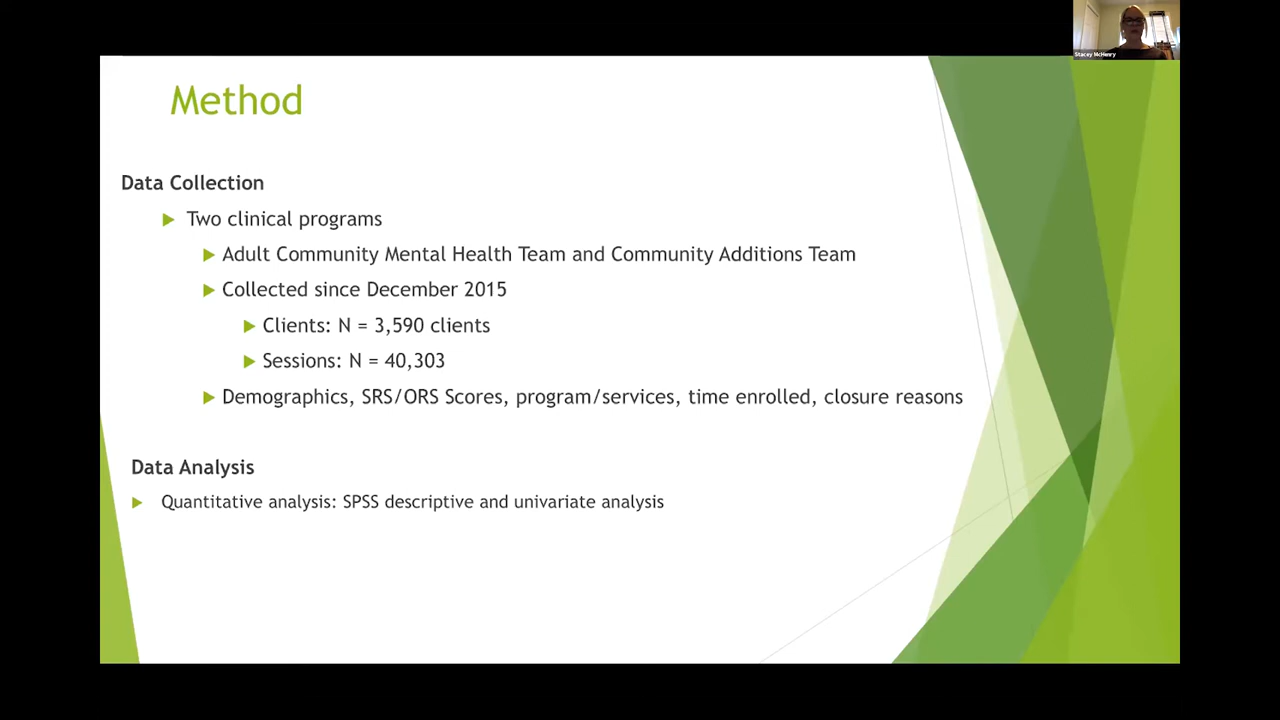 Stacey McHenry
Method
Data Collection
Two clinical programs
Adult Community Mental Health Team and Community Additions Team
Collected since December 2015
Clients: N = 3,590 clients
Sessions: N = 40,303
Demographics, SRS/ORS Scores, program/services, time enrolled, closure reasons
Data Analysis
Quantitative analysis: SPSS descriptive and univariate analysis